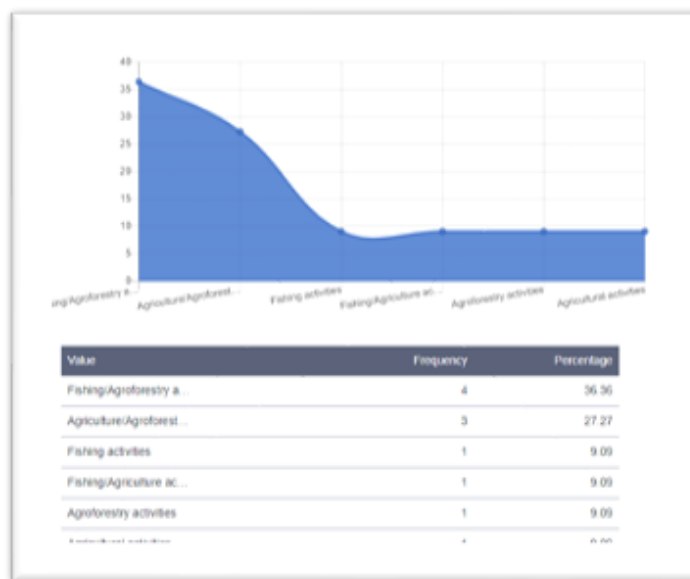 40
35
30
25
20
15
10
5
0
ing/Agroforestry a... Agriculture/Agroforest... Fishing activities Fishing/Agriculture ac... Agroforestry activities Agricultural activities
Value Frequency Percentage
Fishing/Agroforestry a... 4 36.36
Agriculture/Agroforest... 3 27.27
Fishing activities 1 9.09
Fishing/Agriculture ac... 1 9.09
Agroforestry activities 1 9.09